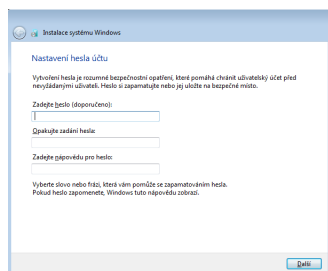 Instalace systému Windows
Nastavení hesla účtu
Vytvoření hesla je rozumné bezpečnostní opatření, které pomáhá chránit uživatelský účet před
nevyžádanými uživateli. Heslo si zapamatujte nebo jej uložte na bezpečné místo.
Zadejte heslo (doporučeno):
Opakujte zadání hesla:
Zadejte nápovědu pro heslo:
Vyberte slovo nebo frázi, která vám pomůže se zapamatováním hesla.
Pokud heslo zapomenete, Windows tuto nápovědu zobrazí.
Další